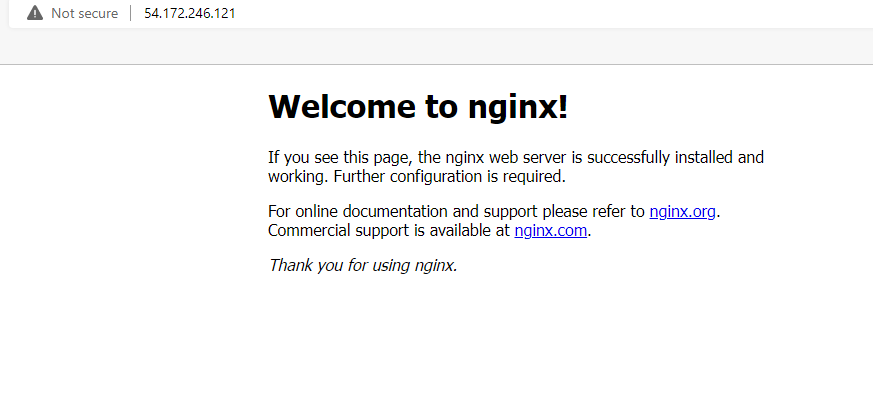 Not secure 54.172.246.121
Welcome to nginx!
If you see this page, the nginx web server is successfully installed and
working. Further configuration is required.
For online documentation and support please refer to nginx.org.
Commercial support is available at nginx.com.
Thank you for using nginx.